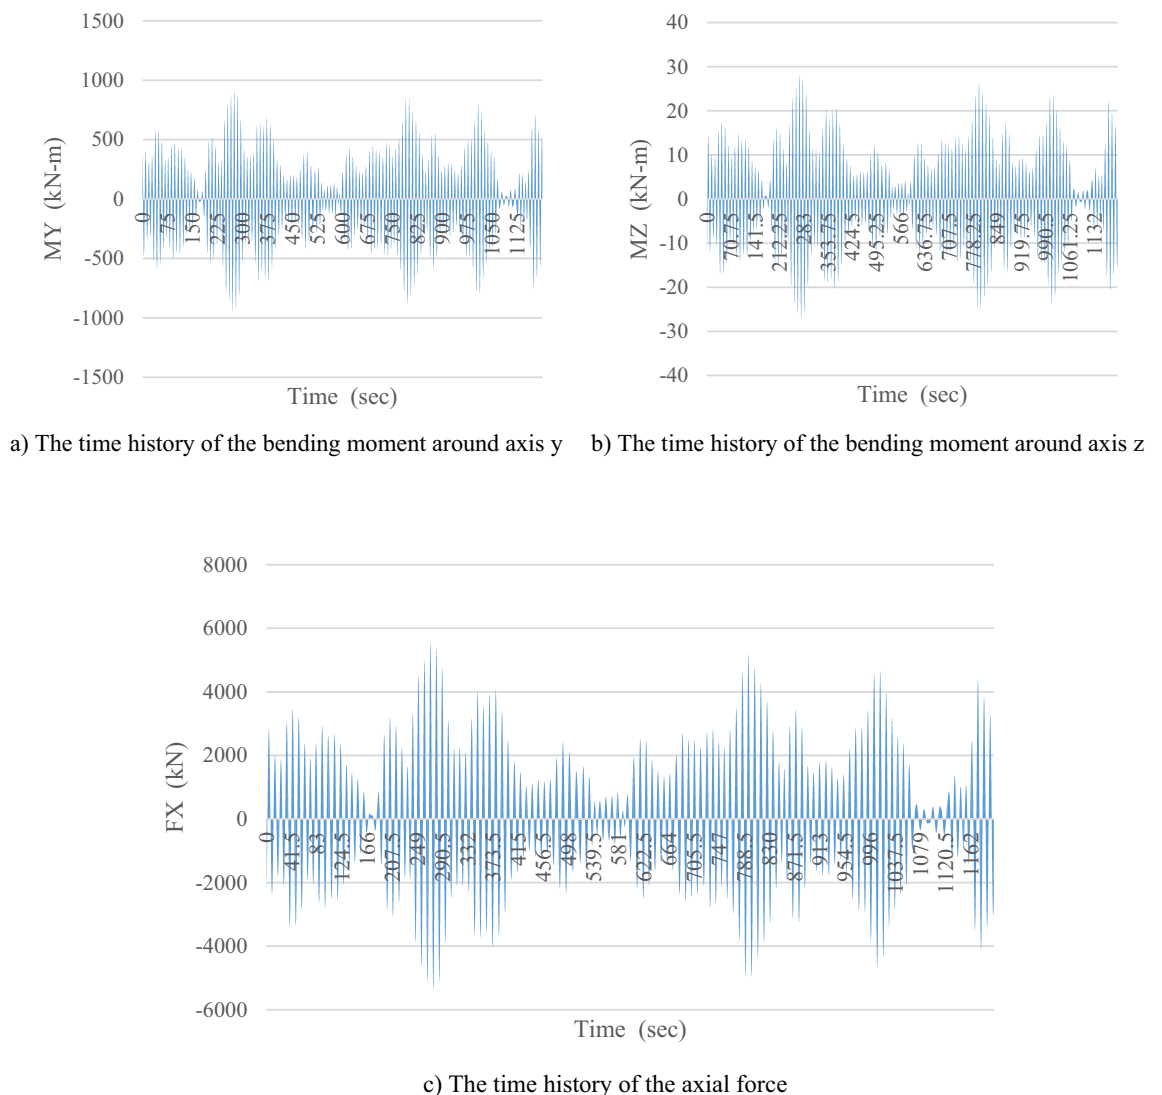 1500
1000
500
0
-500
-1000
-1500
MY (kN-m)
0 75 150 225 300 375 450 525 600 675 750 825 900 975 1050 1125
Time (sec)
a) The time history of the bending moment around axis y
40
30
20
10
0
-10
-20
-30
-40
MZ (kN-m)
0 70.75 141.5 212.25 283 353.75 424.5 495.25 566 636.75 707.5 778.25 849 919.75 990.5 1061.25 1132
Time (sec)
b) The time history of the bending moment around axis z
8000
6000
4000
2000
0
-2000
-4000
-6000
FX (kN)
0 41.5 83 124.5 166 207.5 249 290.5 332 373.5 415 456.5 498 539.5 581 622.5 664 705.5 747 788.5 830 871.5 913 954.5 996 1037.5 1079 1120.5 1162
Time (sec)
c) The time history of the axial force